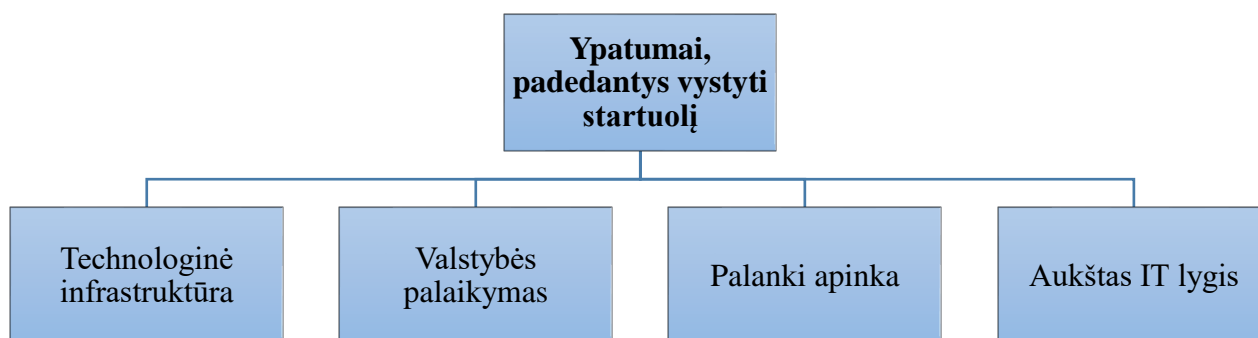 Ypatumai,
padedantys vystyti
startuolį
Technologinė
infrastruktūra
Valstybės
palaikymas
Palanki apinka
Aukštas IT lygis